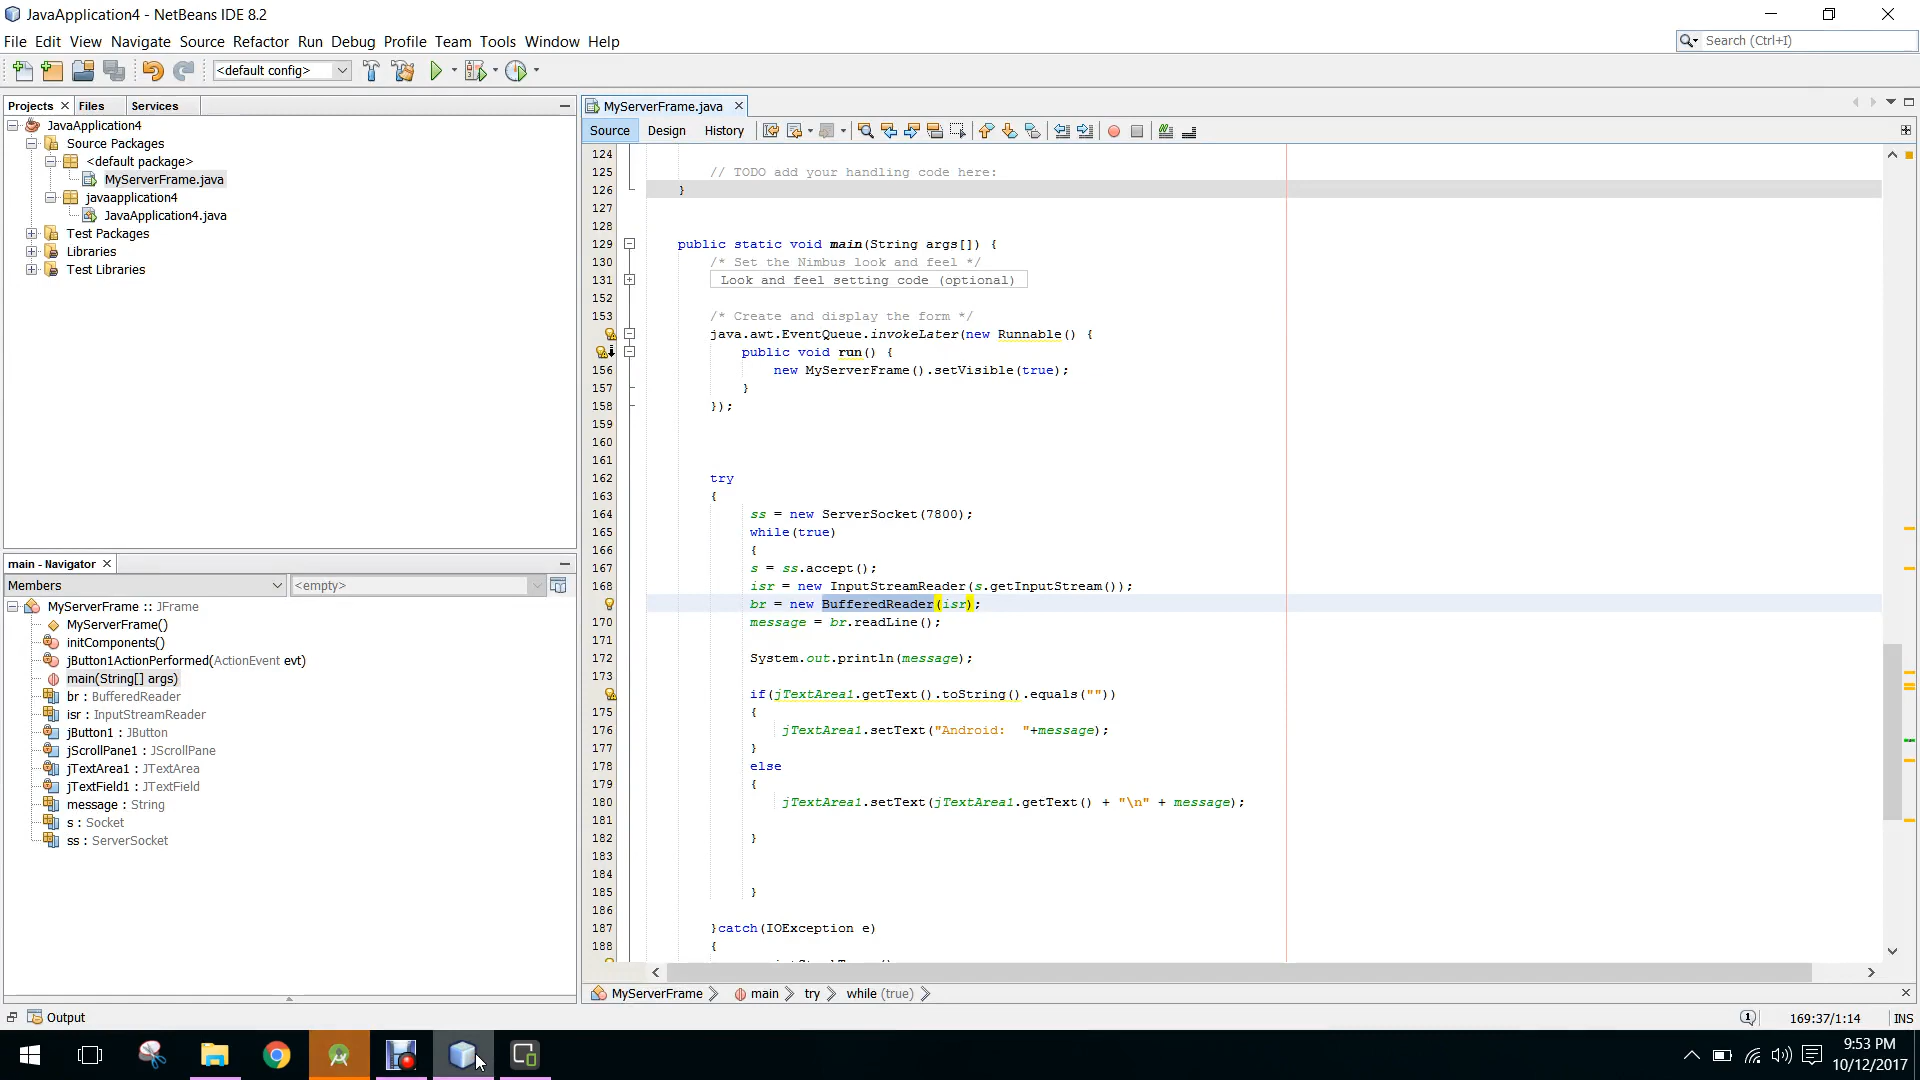 JavaApplication4 - NetBeans IDE 8.2
File Edit View Navigate Source Refactor Run Debug Profile Team Tools Window Help
Search (Ctrl+I)
<default config>
Projects Files Services
JavaApplication4
Source Packages
<default package>
MyServerFrame.java
javaapplication4
JavaApplication4.java
Test Packages
Libraries
Test Libraries
main - Navigator
Members
<empty>
MyServerFrame :: JFrame
MyServerFrame()
initComponents()
jButton1ActionPerformed(ActionEvent evt)
main(String[] args)
br : BufferedReader
isr : InputStreamReader
jButton1 : JButton
jScrollPane1 : JScrollPane
jTextArea1 : JTextArea
jTextField1 : JTextField
message : String
s : Socket
ss : ServerSocket
MyServerFrame.java
Source Design History
124
125 // TODO add your handling code here:
126 }
127
128
129 public static void main(String args[]) {
130 /* Set the Nimbus look and feel */
131 Look and feel setting code (optional)
152
153 /* Create and display the form */
java.awt.EventQueue.invokeLater(new Runnable() {
public void run() {
156 new MyServerFrame().setVisible(true);
157 }
158 });
159
160
161
162 try
163 {
164 ss = new ServerSocket(7800);
165 while(true)
166 {
167 s = ss.accept();
168 isr = new InputStreamReader(s.getInputStream());
br = new BufferedReader(isr);
170 message = br.readLine();
171
172 System.out.println(message);
173
if(jTextArea1.getText().toString().equals(""))
175 {
176 jTextArea1.setText("Android:  "+message);
177 }
178 else
179 {
180 jTextArea1.setText(jTextArea1.getText() + "\n" + message);
181
182 }
183
184
185 }
186
187 }catch(IOException e)
188 {
MyServerFrame main try while (true)
Output
169:37/1:14 INS
9:53 PM
10/12/2017